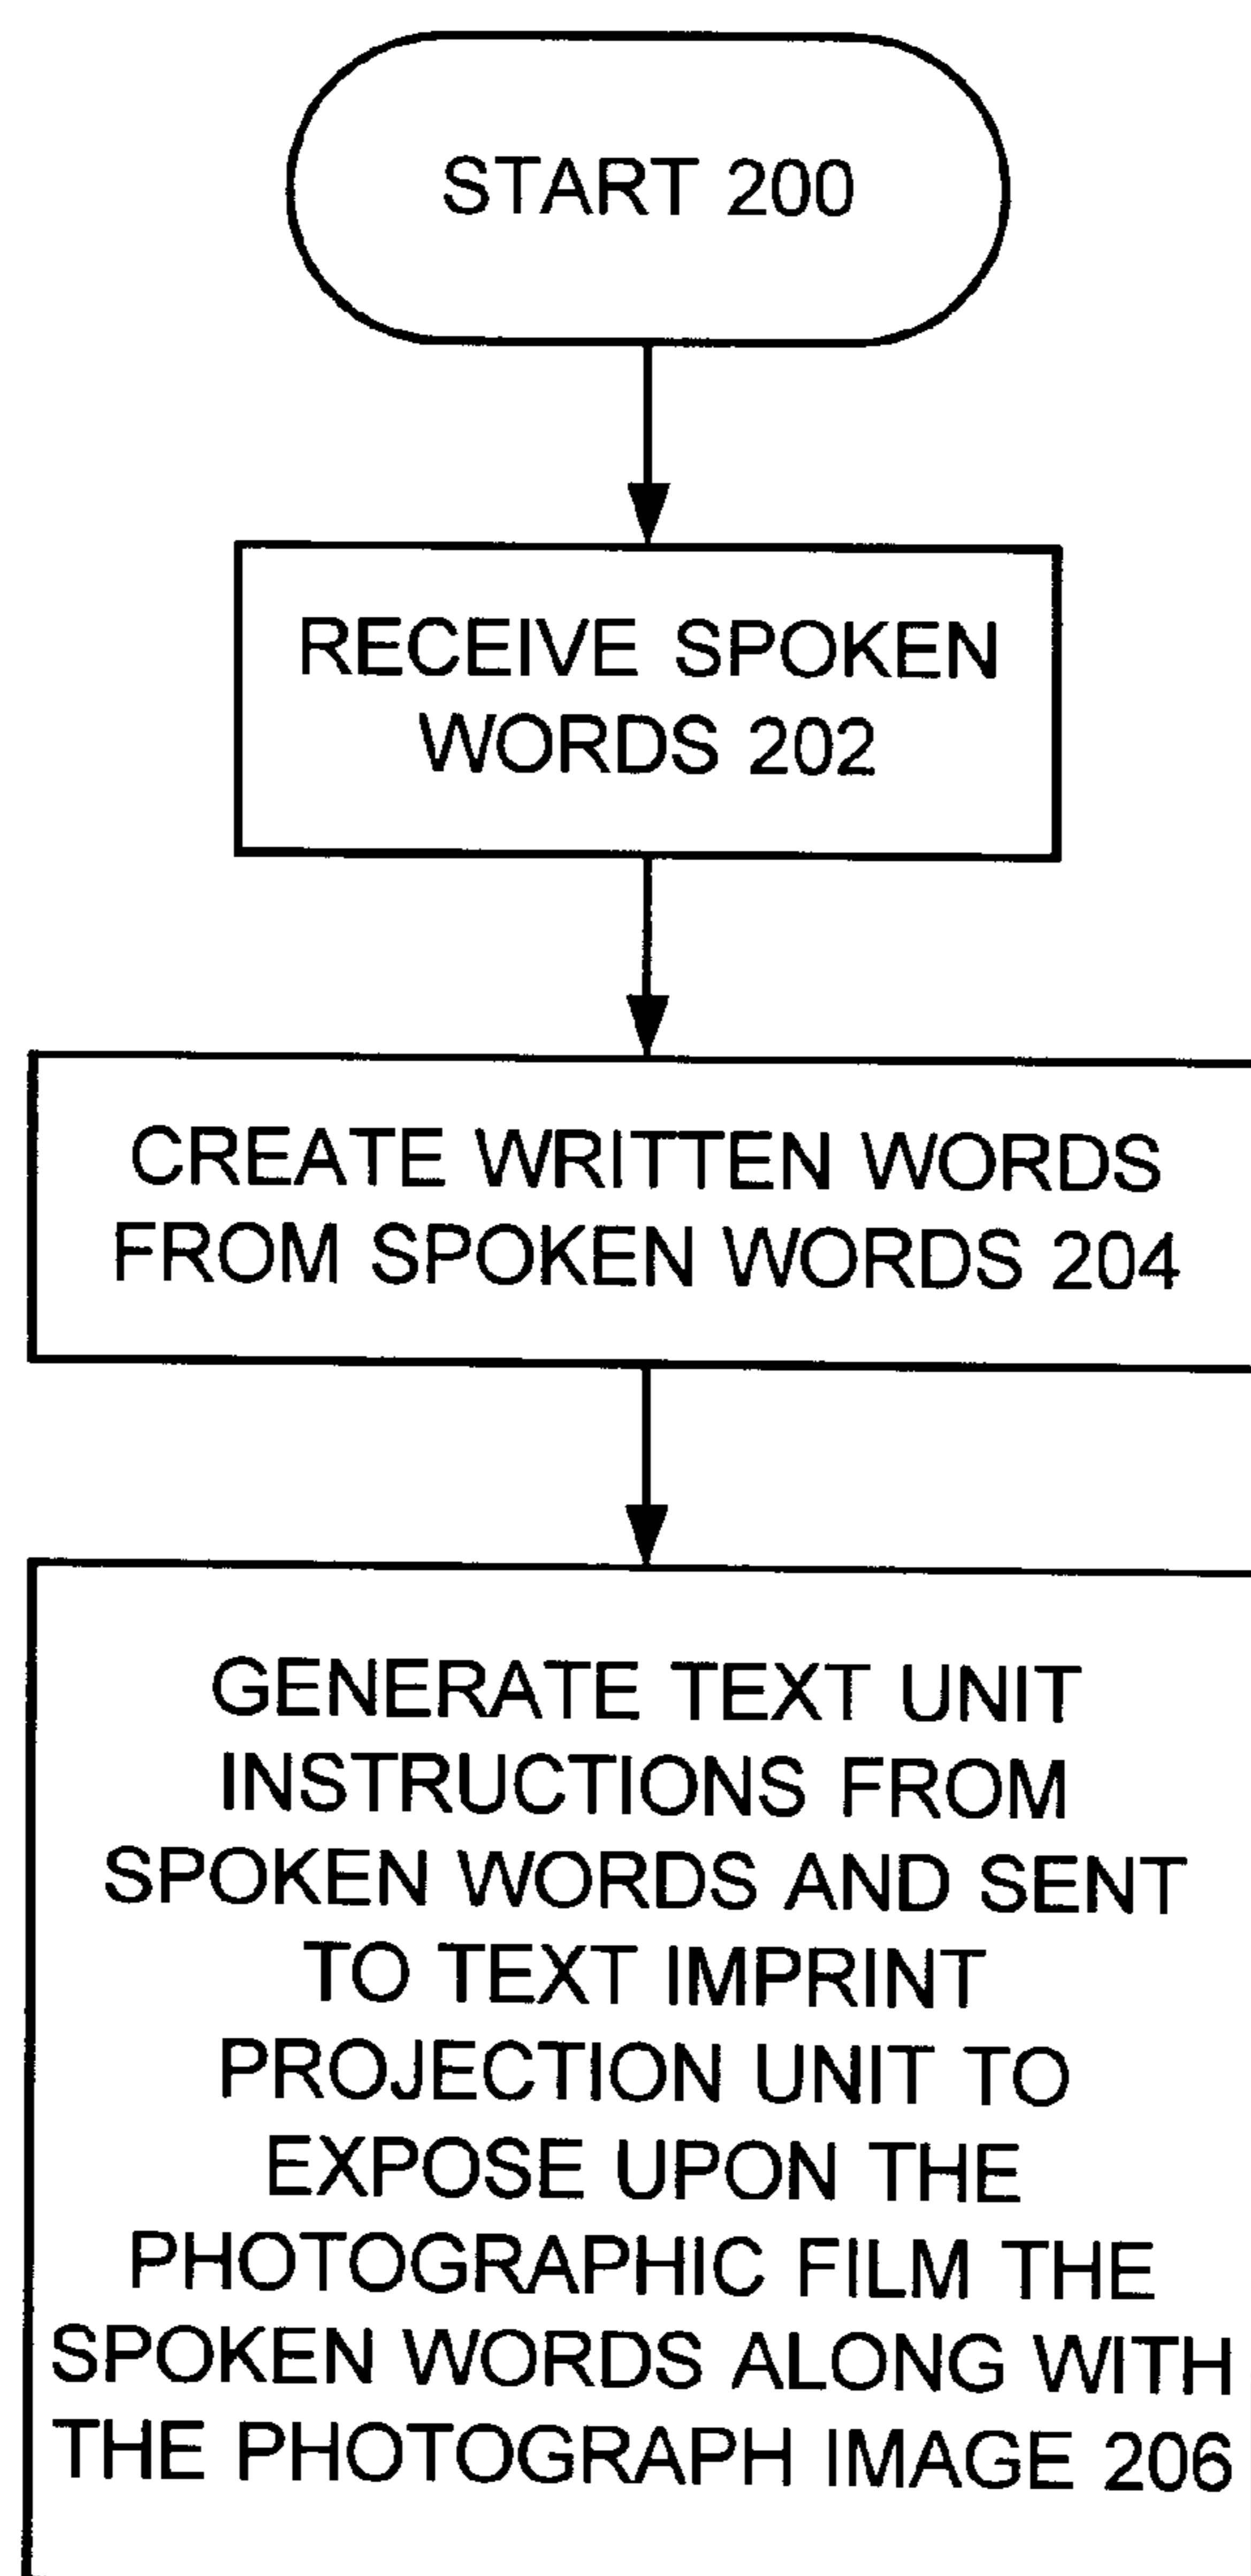 START 200
RECEIVE SPOKEN
WORDS 202
CREATE WRITTEN WORDS
FROM SPOKEN WORDS 204
GENERATE TEXT UNIT
INSTRUCTIONS FROM
SPOKEN WORDS AND SENT
TO TEXT IMPRINT
PROJECTION UNIT TO
EXPOSE UPON THE
PHOTOGRAPHIC FILM THE
SPOKEN WORDS ALONG WITH
THE PHOTOGRAPH IMAGE 206